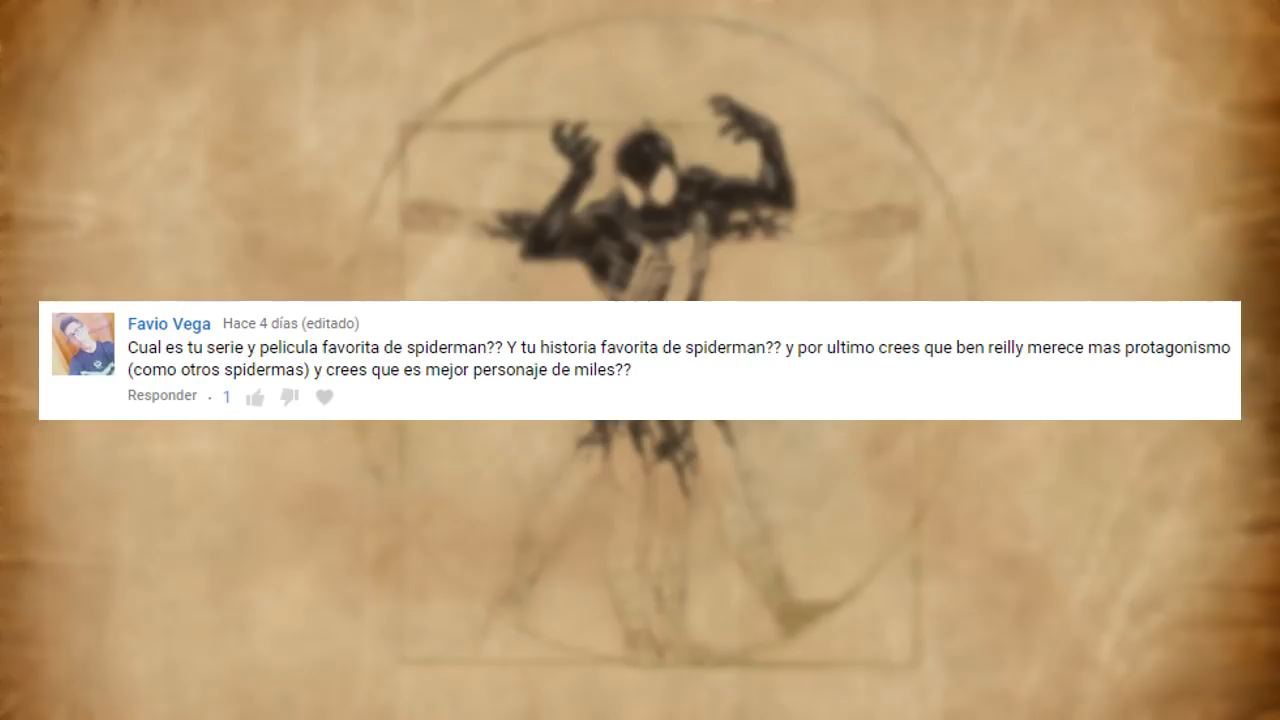 Favio Vega Hace 4 días (editado)
Cual es tu serie y pelicula favorita de spiderman?? Y tu historia favorita de spiderman?? y por ultimo crees que ben reilly merece mas protagonismo
(como otros spidermas) y crees que es mejor personaje de miles??
Responder . 1